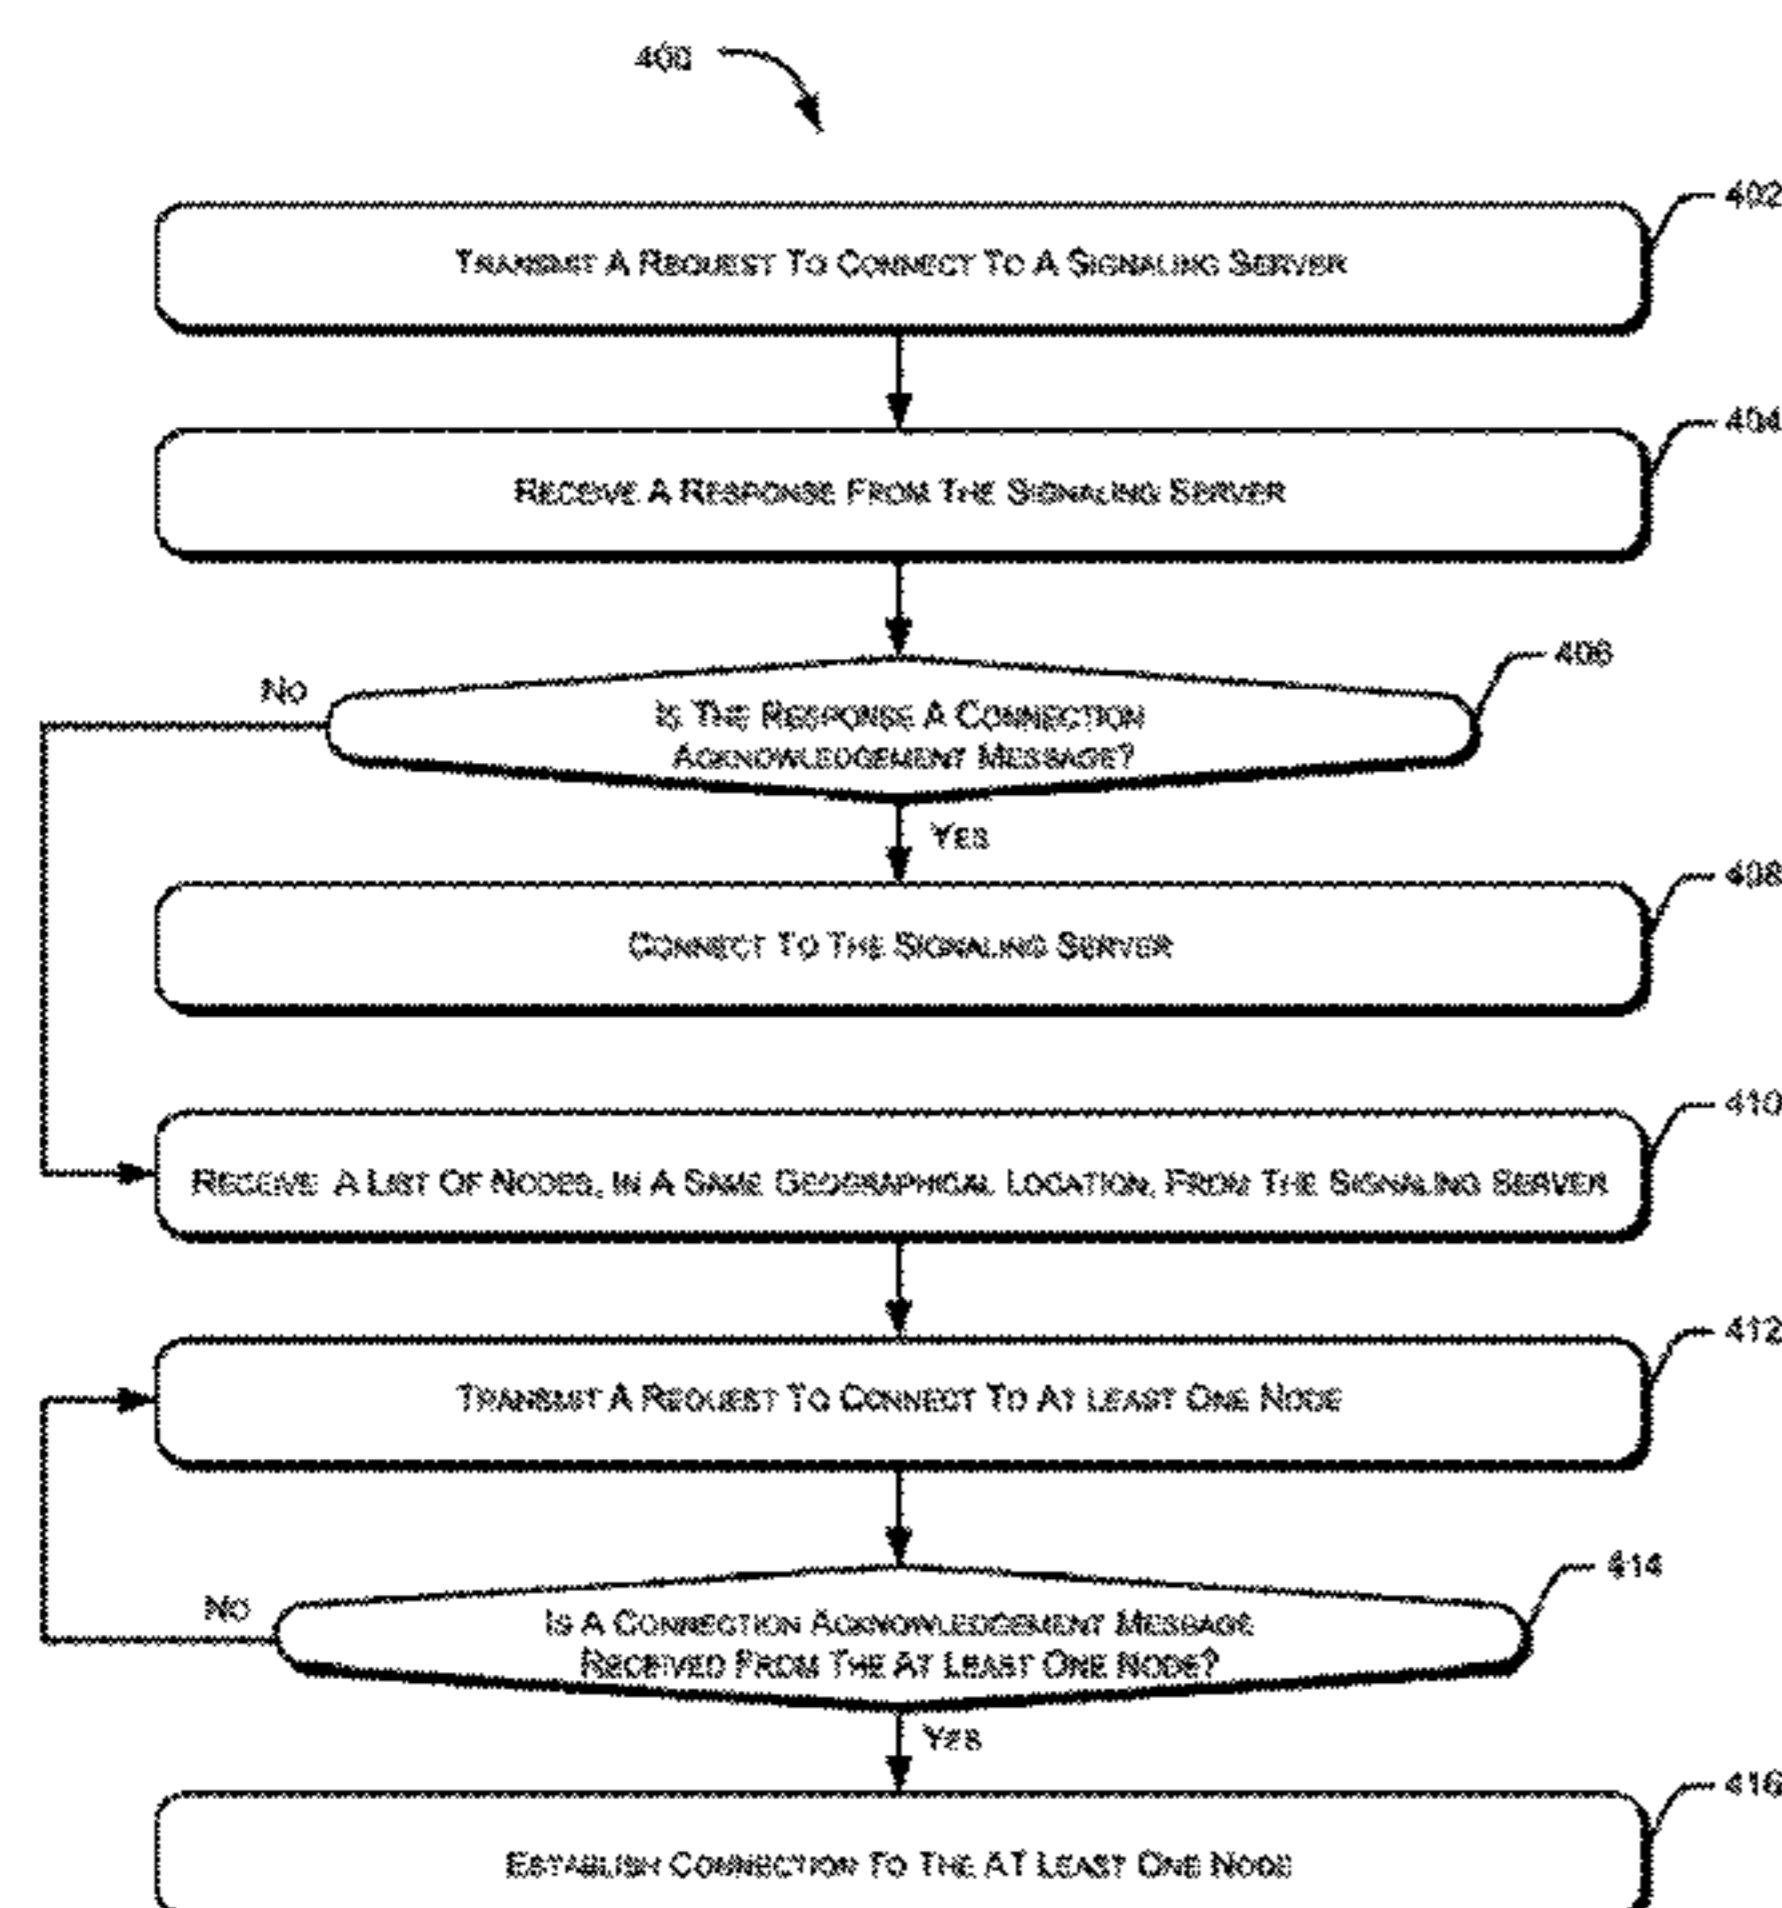 400
402
TRANSMIT A REQUEST TO CONNECT TO A SIGNALING SERVER
404
RECEIVE A RESPONSE FROM THE SIGNALING SERVER
406
NO
IS THE RESPONSE A CONNECTION
ACKNOWLEDGEMENT MESSAGE?
YES
408
CONNECT TO THE SIGNALING SERVER
410
RECEIVE A LIST OF NODES, IN A SAME GEOGRAPHICAL LOCATION, FROM THE SIGNALING SERVER
412
TRANSMIT A REQUEST TO CONNECT TO AT LEAST ONE NODE
414
NO
IS A CONNECTION ACKNOWLEDGEMENT MESSAGE
RECEIVED FROM THE AT LEAST ONE NODE?
YES
416
ESTABLISH CONNECTION TO THE AT LEAST ONE NODE